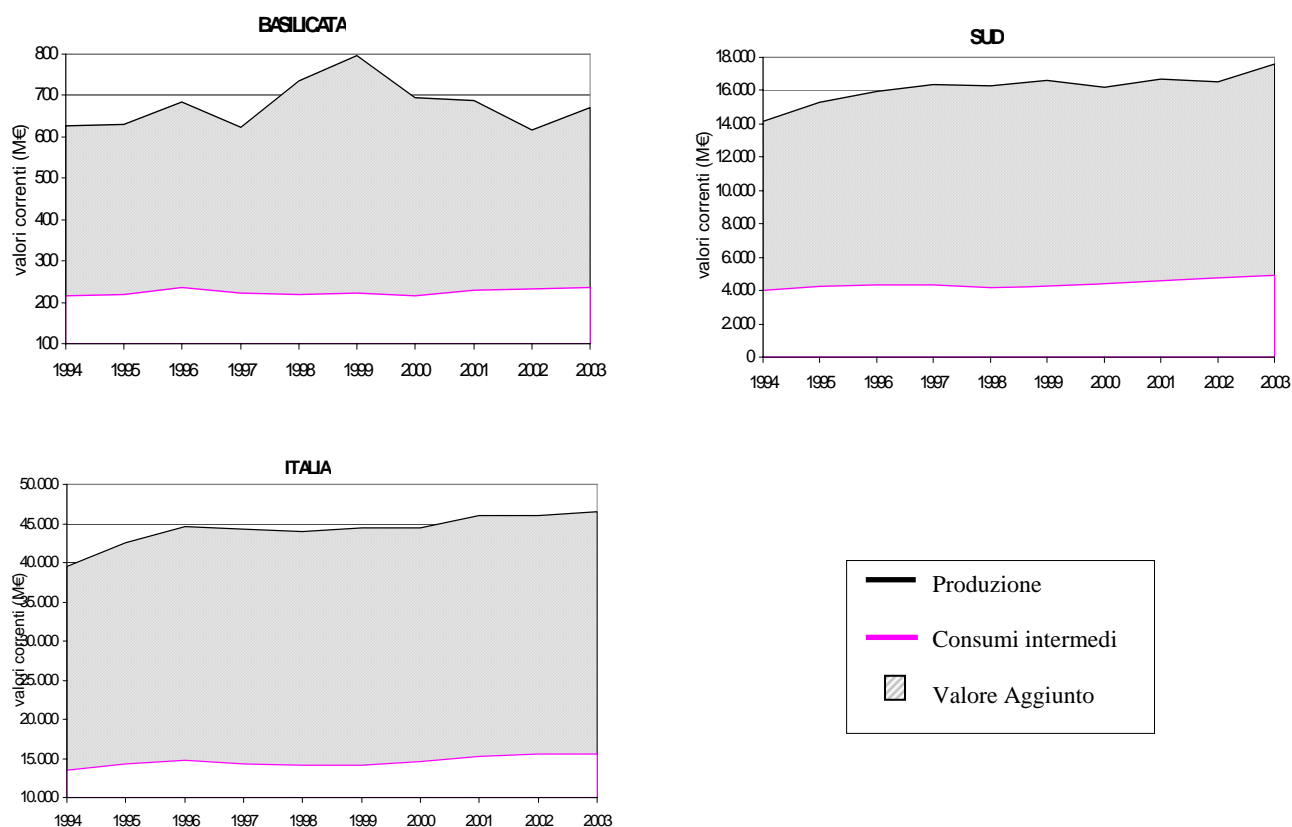 BASILICATA
800
700
600
500
400
300
200
100
valori correnti (M€)
1994 1995 1996 1997 1998 1999 2000 2001 2002 2003
SUD
18.000
16.000
14.000
12.000
10.000
8.000
6.000
4.000
2.000
0
valori correnti (M€)
1994 1995 1996 1997 1998 1999 2000 2001 2002 2003
ITALIA
50.000
45.000
40.000
35.000
30.000
25.000
20.000
15.000
10.000
valori correnti (M€)
1994 1995 1996 1997 1998 1999 2000 2001 2002 2003
Produzione
Consumi intermedi
Valore Aggiunto